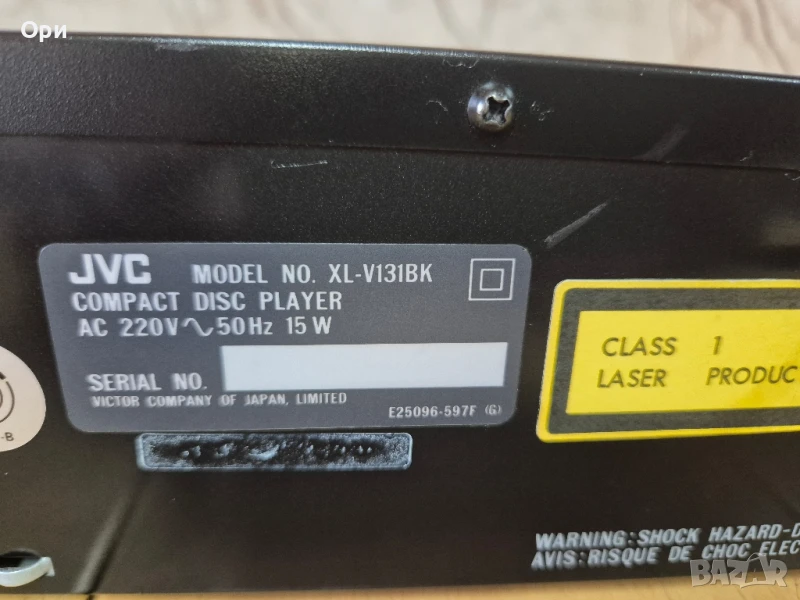 Ори
JVC MODEL NO. XL-V131BK
COMPACT DISC PLAYER
AC 220V∿50Hz 15W
SERIAL NO.
VICTOR COMPANY OF JAPAN, LIMITED
E25096-597F (G)
CLASS 1
LASER PRODUC
-B
WARNING:SHOCK HAZARD-D
AVIS:RISQUE DE CHOC ELEC
BAZAR